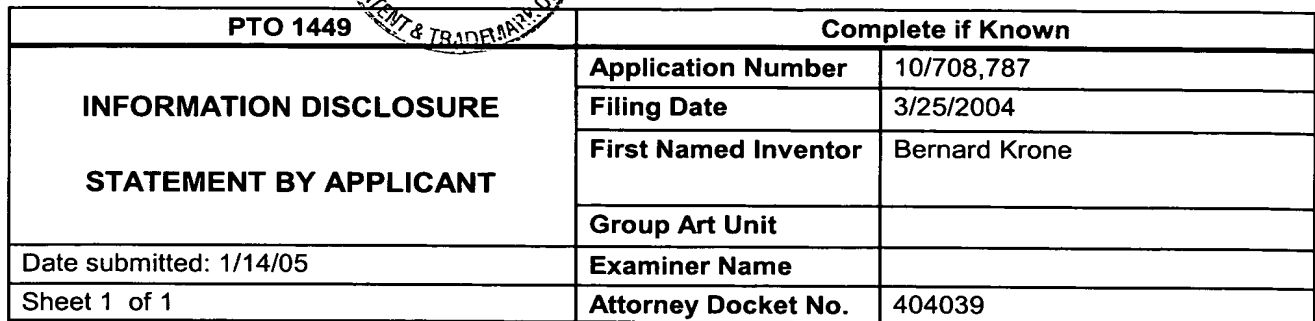 PTO 1449
Complete if Known
INFORMATION DISCLOSURE
STATEMENT BY APPLICANT
Application Number 10/708,787
Filing Date 3/25/2004
First Named Inventor Bernard Krone
Group Art Unit
Date submitted: 1/14/05
Examiner Name
Sheet 1 of 1
Attorney Docket No. 404039
& TRADEMARK